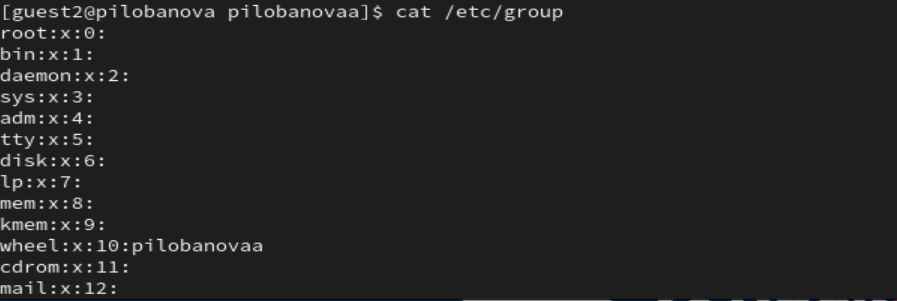 [guest2@pilobanova pilobanovaa]$ cat /etc/group
root:x:0:
bin:x:1:
daemon:x:2:
sys:x:3:
adm:x:4:
tty:x:5:
disk:x:6:
lp:x:7:
mem:x:8:
kmem:x:9:
wheel:x:10:pilobanovaa
cdrom:x:11:
mail:x:12: